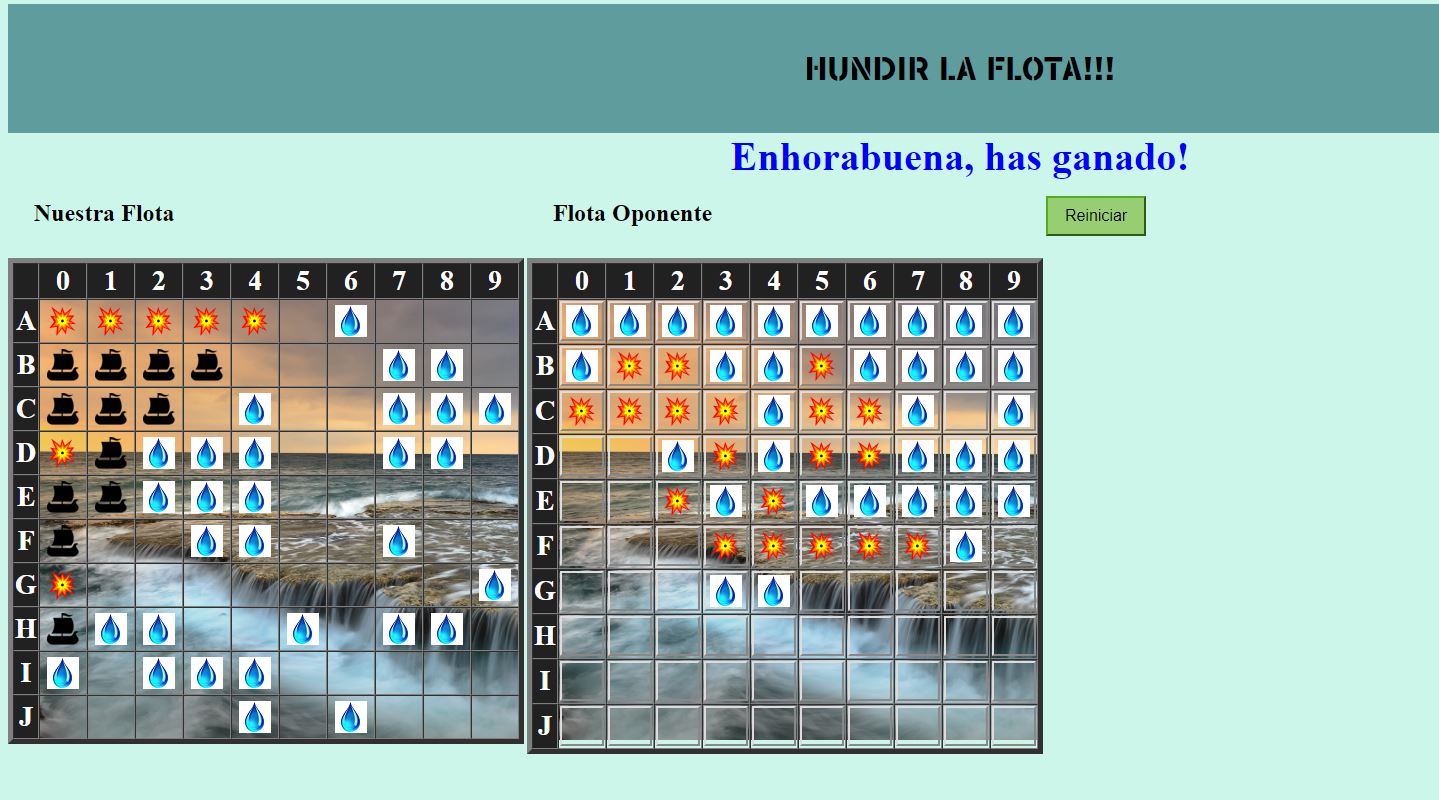 HUNDIR LA FLOTA!!!
Enhorabuena, has ganado!
Nuestra Flota
Flota Oponente
Reiniciar
0 1 2 3 4 5 6 7 8 9
A
B
C
D
E
F
G
H
I
J
0 1 2 3 4 5 6 7 8 9
A
B
C
D
E
F
G
H
I
J